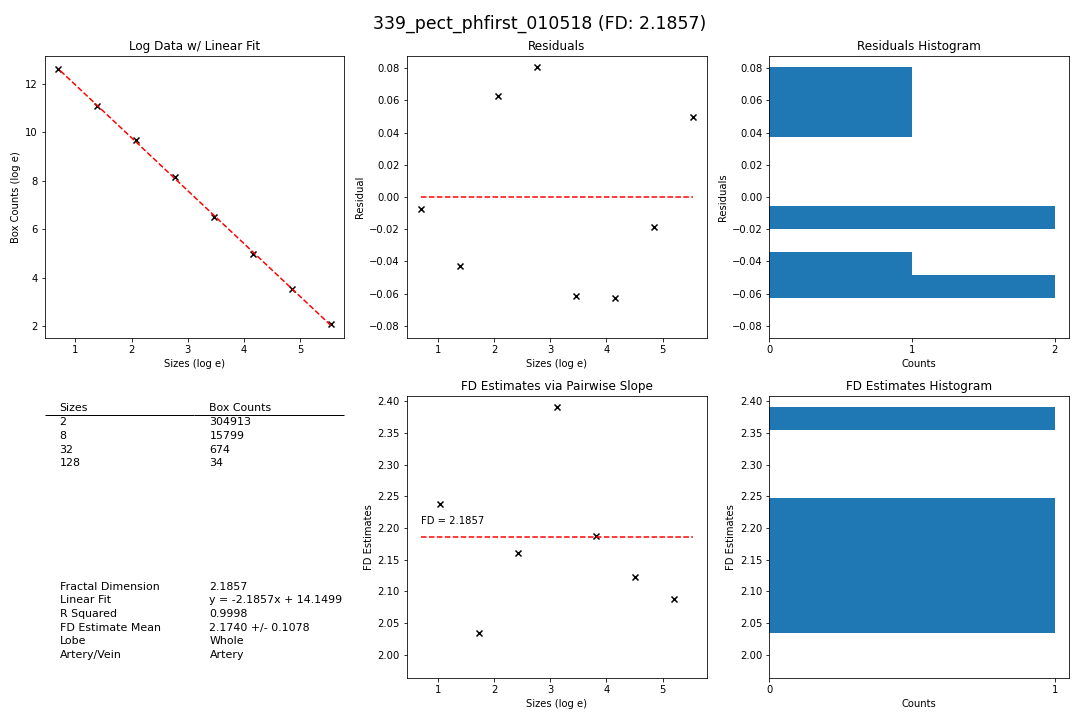 339_pect_phfirst_010518 (FD: 2.1857)
Log Data w/ Linear Fit
Box Counts (log e)
12
10
8
6
4
2
1 2 3 4 5
Sizes (log e)
Residuals
Residual
0.08
0.06
0.04
0.02
0.00
−0.02
−0.04
−0.06
−0.08
1 2 3 4 5
Sizes (log e)
Residuals Histogram
Residuals
0.08
0.06
0.04
0.02
0.00
−0.02
−0.04
−0.06
−0.08
0 1 2
Counts
Sizes Box Counts
2 304913
8 15799
32 674
128 34
Fractal Dimension 2.1857
Linear Fit y = -2.1857x + 14.1499
R Squared 0.9998
FD Estimate Mean 2.1740 +/- 0.1078
Lobe Whole
Artery/Vein Artery
FD Estimates via Pairwise Slope
FD Estimates
2.40
2.35
2.30
2.25
2.20
2.15
2.10
2.05
2.00
FD = 2.1857
1 2 3 4 5
Sizes (log e)
FD Estimates Histogram
FD Estimates
2.40
2.35
2.30
2.25
2.20
2.15
2.10
2.05
2.00
0 1
Counts